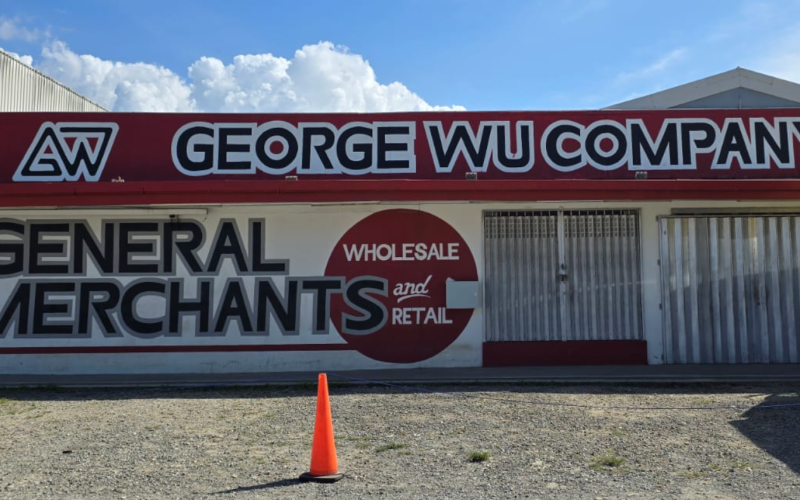 GW GEORGE WU COMPANY
GENERAL
MERCHANTS
WHOLESALE
and
RETAIL